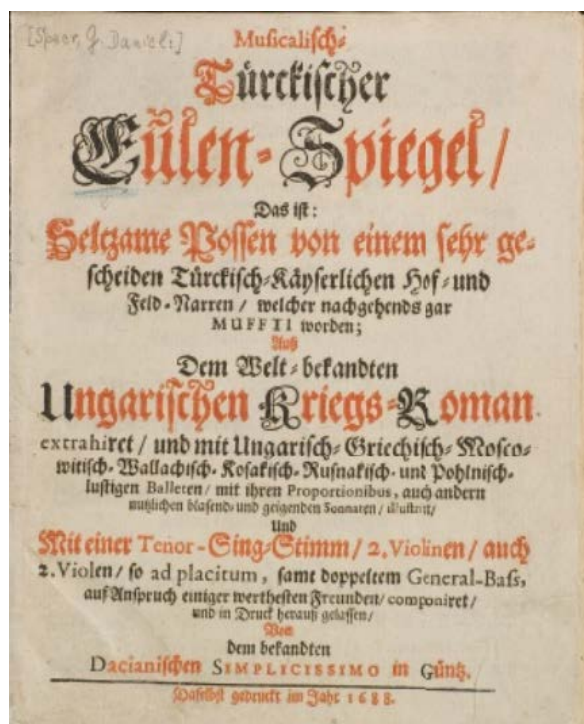 [Speer, G. Daniel:]
Musicalisch-
Türckischer
Eülen-Spiegel/
Das ist:
Seltzame Possen von einem sehr ge-
scheiden Türckisch-Käyserlichen Hof- und
Feld-Narren / welcher nachgehends gar
MUFFTI worden;
Auß
Dem Welt-bekandten
Ungarischen Kriegs-Roman
extrahiret / und mit Ungarisch- Griechisch- Mosco-
witisch- Wallachisch- Kosakisch- Rusnakisch- und Pohlnisch-
lustigen Balleten / mit ihren Proportionibus, auch andern
nutzlichen blasend- und geigenden Sonnaten / illustrirt /
Und
Mit einer Tenor-Sing-Stimm / 2. Violinen / auch
2. Violen / so ad placitum, samt doppeltem General-Bass,
auf Anspruch einiger werthesten Freunden / componiret /
und in Druck herauß gelassen /
Von
dem bekandten
Dacianischen SIMPLICISSIMO in Güntz.
Daselbst gedruckt im Jahr 1688.